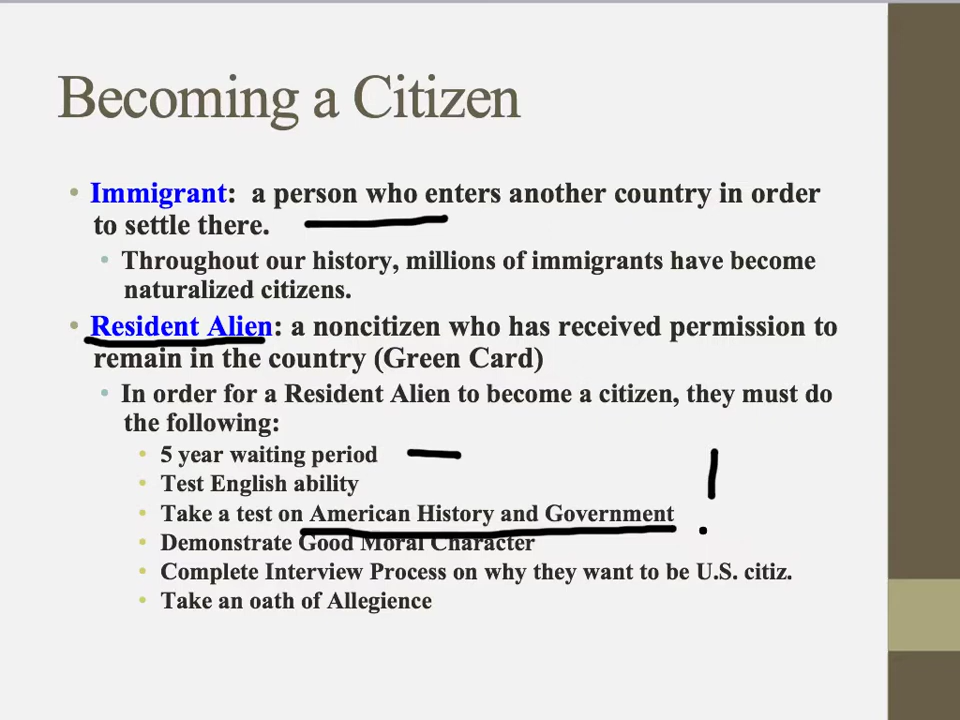 Becoming a Citizen
• Immigrant: a person who enters another country in order
to settle there.
• Throughout our history, millions of immigrants have become
naturalized citizens.
• Resident Alien: a noncitizen who has received permission to
remain in the country (Green Card)
• In order for a Resident Alien to become a citizen, they must do
the following:
• 5 year waiting period
• Test English ability
• Take a test on American History and Government
• Demonstrate Good Moral Character
• Complete Interview Process on why they want to be U.S. citiz.
• Take an oath of Allegience